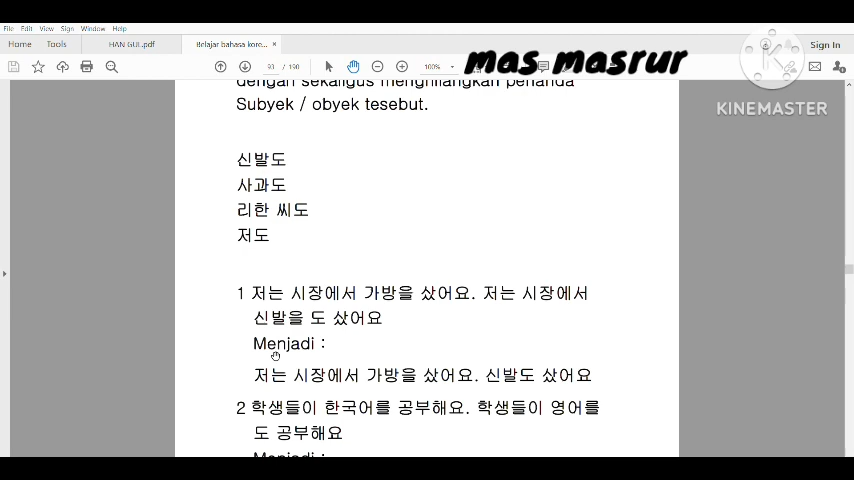 File Edit View Sign Window Help
Home Tools HAN GUL.pdf Belajar bahasa kore... × Sign In
93 / 190 100%
mas masrur
KINEMASTER
dengan sekaligus menghilangkan penanda
Subyek / obyek tesebut.
신발도
사과도
리한 씨도
저도
1 저는 시장에서 가방을 샀어요. 저는 시장에서
신발을 도 샀어요
Menjadi :
저는 시장에서 가방을 샀어요. 신발도 샀어요
2 학생들이 한국어를 공부해요. 학생들이 영어를
도 공부해요
Menjadi :